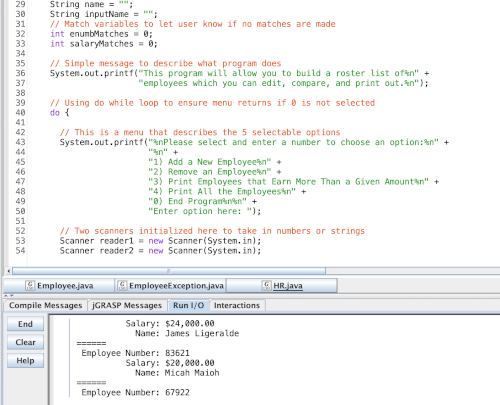 29 String name = "";
30 String inputName = "";
31 // Match variables to let user know if no matches are made
32 int enumbMatches = 0;
33 int salaryMatches = 0;
34
35 // Simple message to describe what program does
36 System.out.printf("This program will allow you to build a roster list of%n" +
37 "employees which you can edit, compare, and print out.%n");
38
39 // Using do while loop to ensure menu returns if 0 is not selected
40 do {
41
42 // This is a menu that describes the 5 selectable options
43 System.out.printf("%nPlease select and enter a number to choose an option:%n" +
44 "%n" +
45 "1) Add a New Employee%n" +
46 "2) Remove an Employee%n" +
47 "3) Print Employees that Earn More Than a Given Amount%n" +
48 "4) Print All the Employees%n" +
49 "0) End Program%n%n" +
50 "Enter option here: ");
51
52 // Two scanners initialized here to take in numbers or strings
53 Scanner reader1 = new Scanner(System.in);
54 Scanner reader2 = new Scanner(System.in);
Employee.java EmployeeException.java HR.java
Compile Messages jGRASP Messages Run I/O Interactions
End
Clear
Help
Salary: $24,000.00
Name: James Ligeralde
======
Employee Number: 83621
Salary: $20,000.00
Name: Micah Maioh
======
Employee Number: 67922